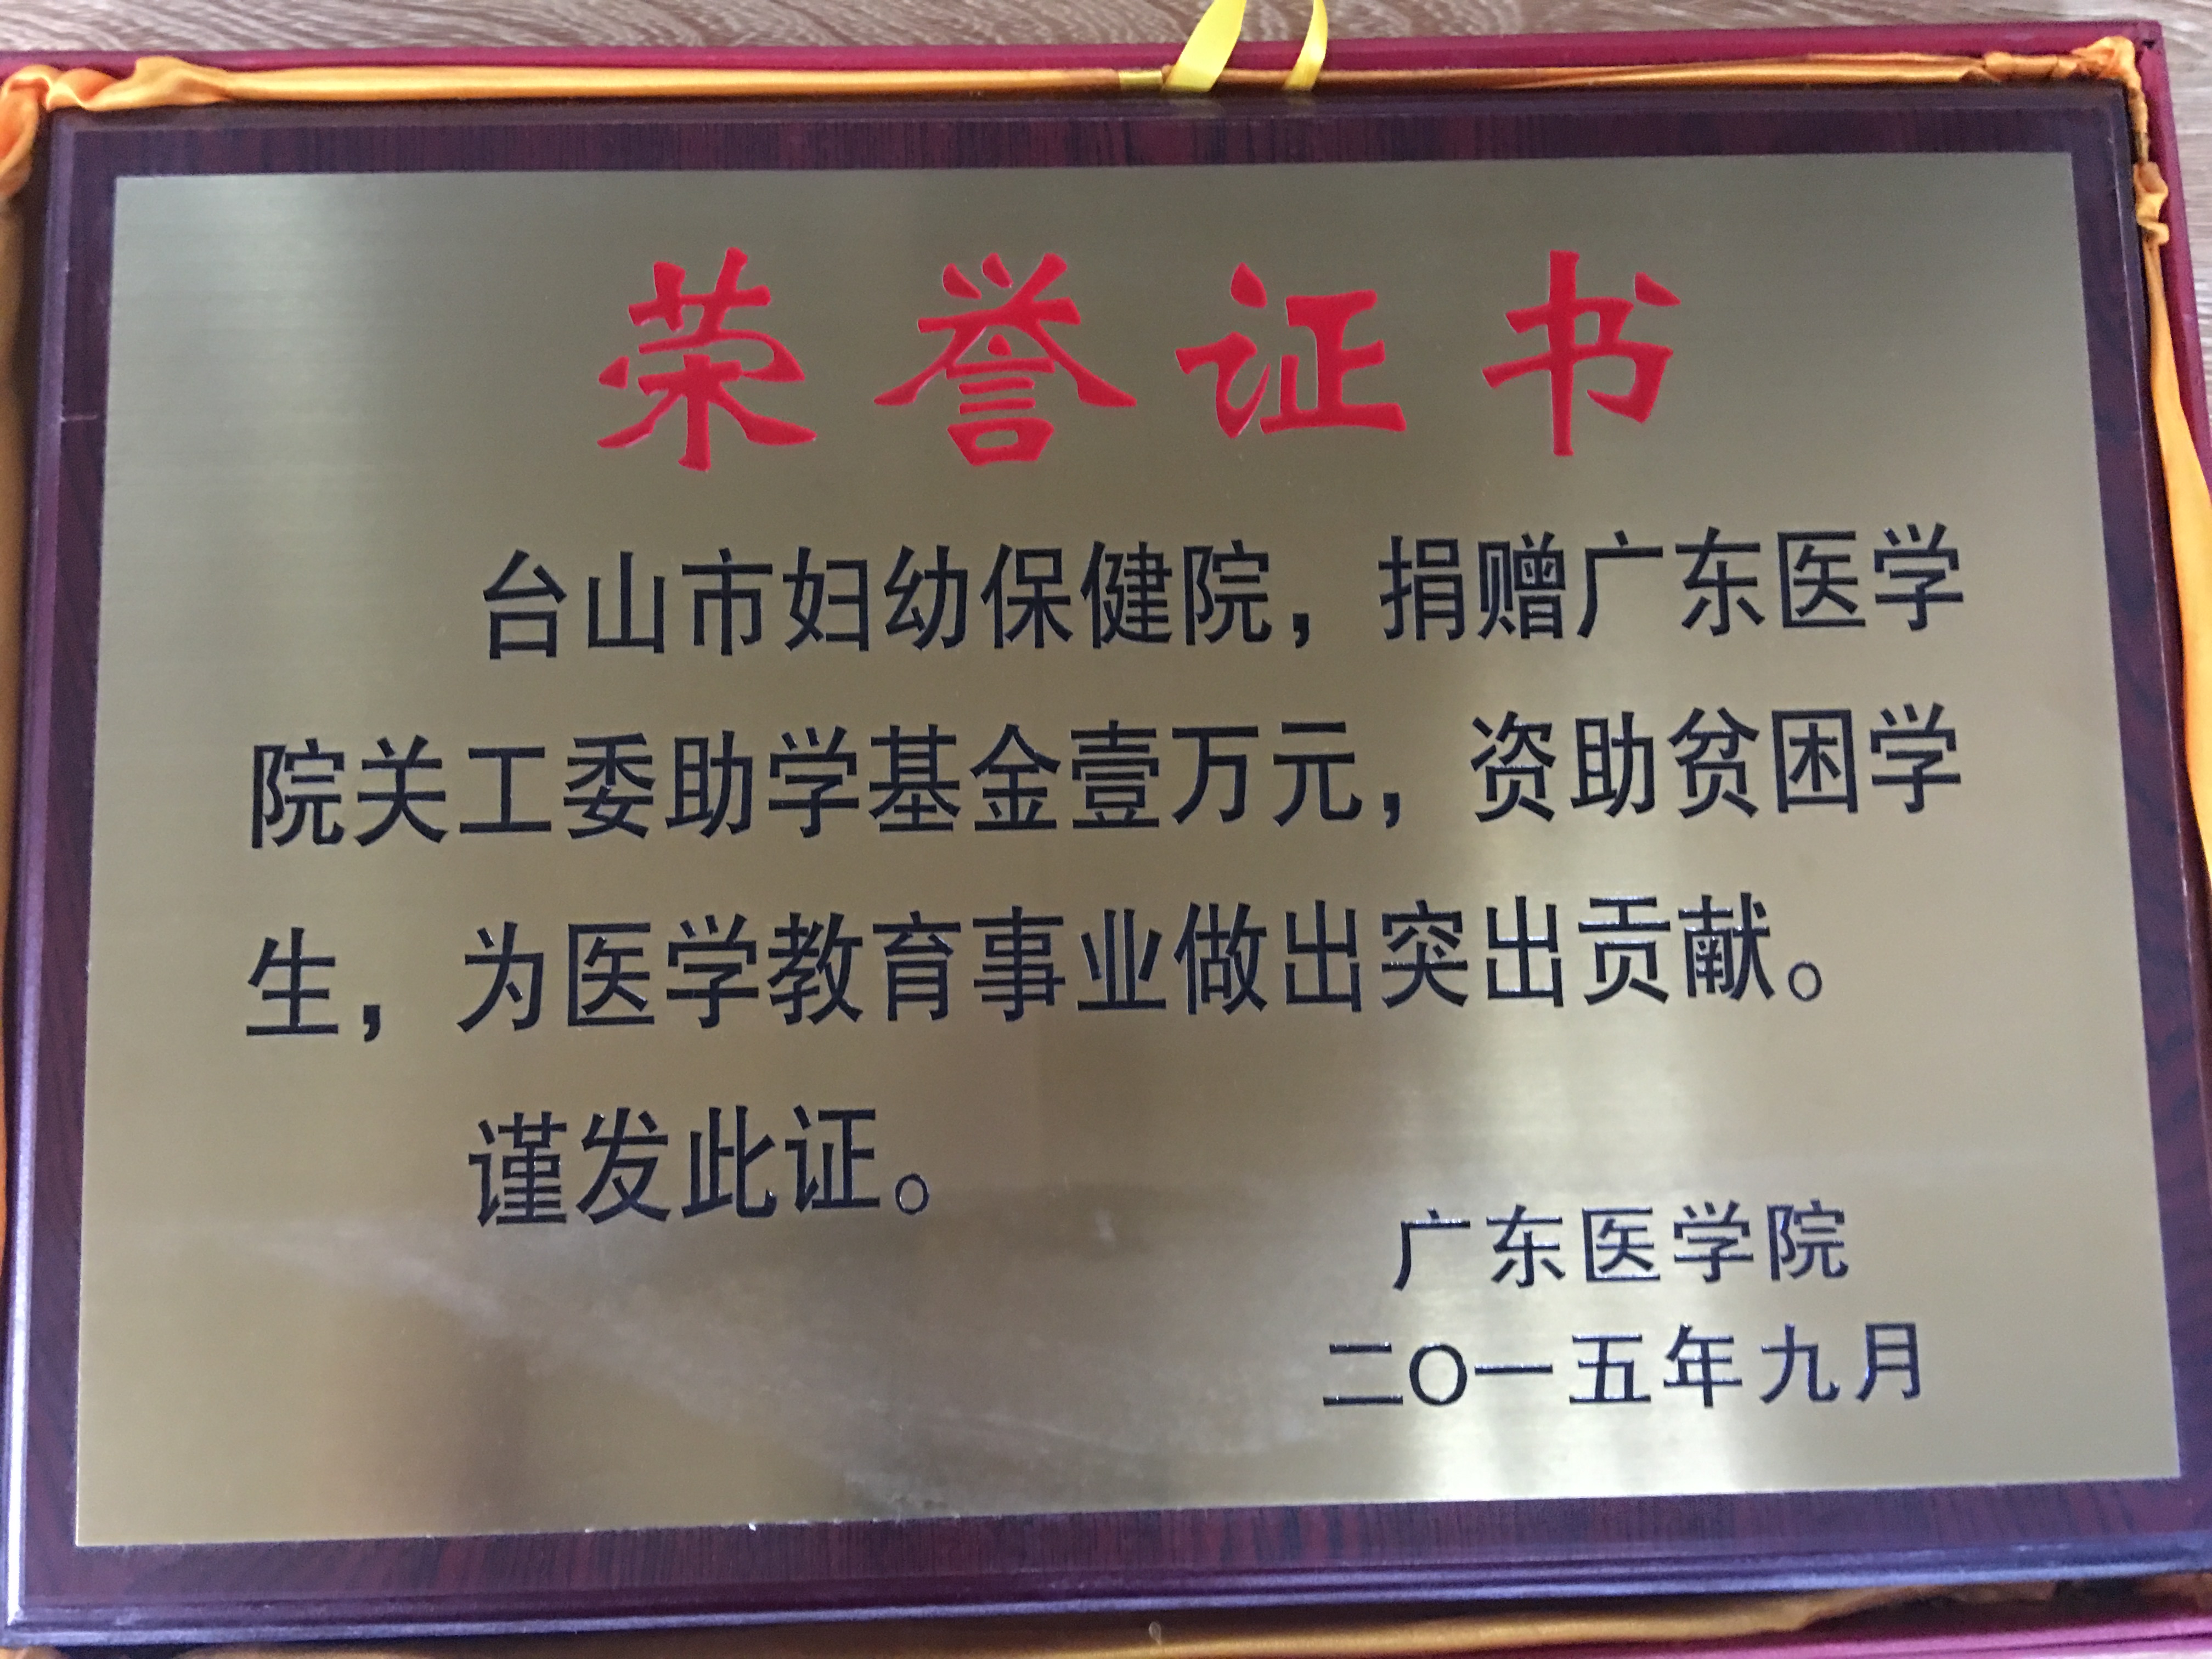 荣誉证书
台山市妇幼保健院，捐赠广东医学
院关工委助学基金壹万元，资助贫困学
生，为医学教育事业做出突出贡献。
谨发此证。
广东医学院
二〇一五年九月